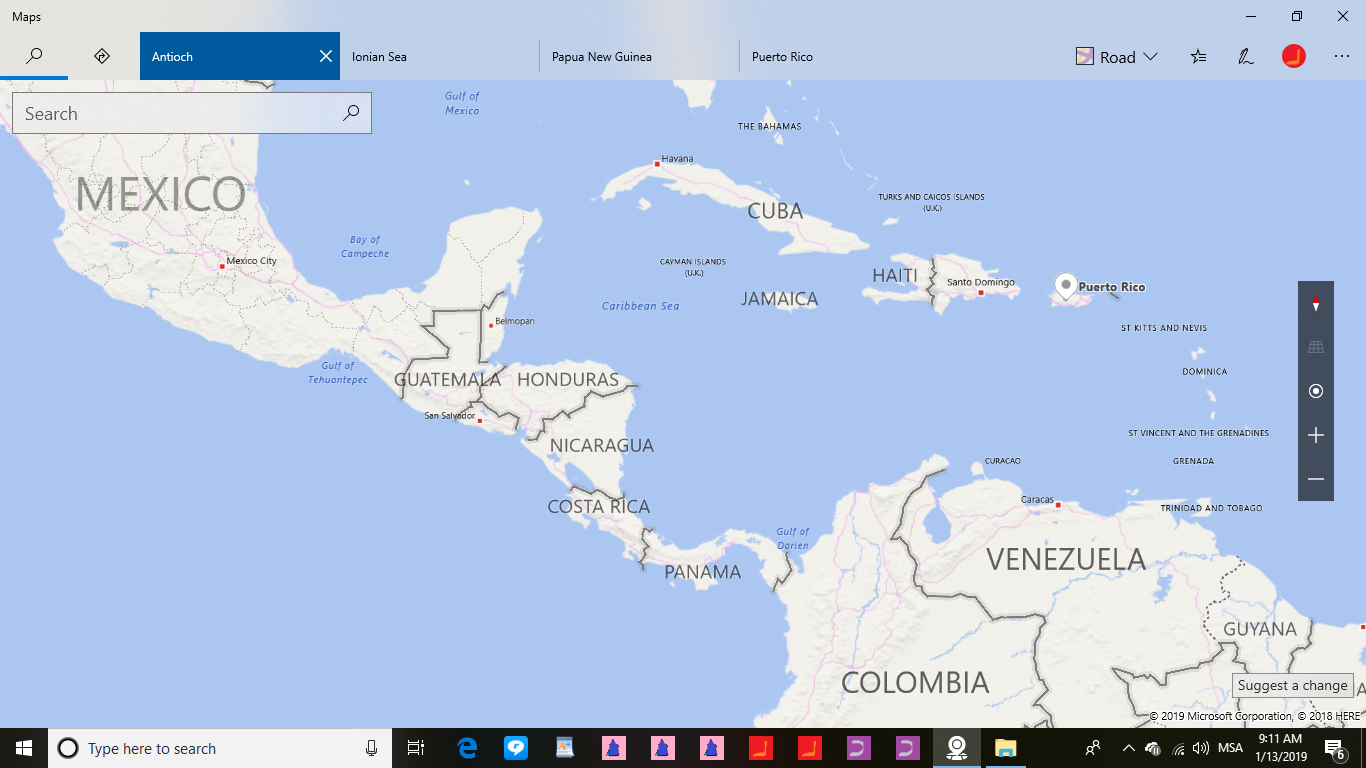 Maps
Antioch
Ionian Sea
Papua New Guinea
Puerto Rico
Road
Search
Gulf of
Mexico
THE BAHAMAS
Havana
MEXICO
CUBA
TURKS AND CAICOS ISLANDS
(U.K.)
Bay of
Campeche
Mexico City
CAYMAN ISLANDS
(U.K.)
HAITI
Santo Domingo
Puerto Rico
Caribbean Sea
JAMAICA
Belmopan
ST KITTS AND NEVIS
Gulf of
Tehuantepec
GUATEMALA
HONDURAS
DOMINICA
San Salvador
NICARAGUA
ST VINCENT AND THE GRENADINES
CURACAO
GRENADA
COSTA RICA
Caracas
TRINIDAD AND TOBAGO
Gulf of
Darien
PANAMA
VENEZUELA
GUYANA
COLOMBIA
Suggest a change
© 2019 Microsoft Corporation, © 2018 HERE
Type here to search
MSA
9:11 AM
1/13/2019
6